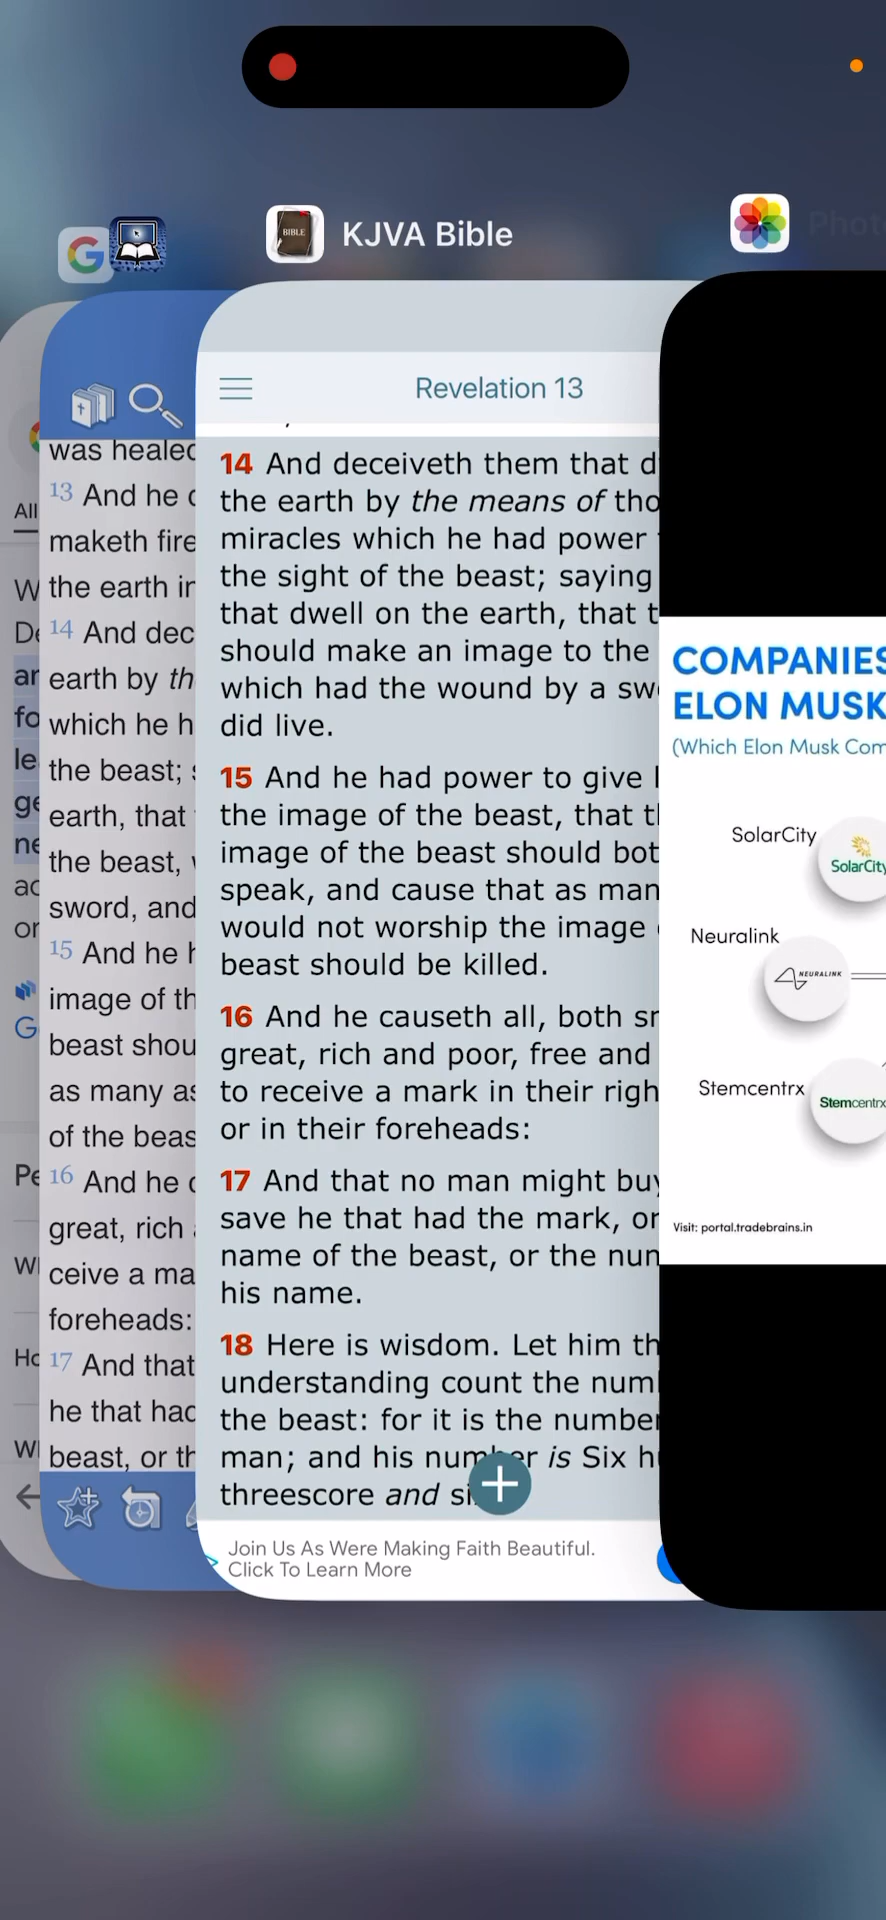 KJVA Bible
Phot
All
was healed
13 And he
maketh fire
the earth in
14 And dec
earth by th
which he h
the beast;
earth, that
the beast,
sword, and
15 And he h
image of th
beast shou
as many as
of the beas
16 And he
great, rich
ceive a ma
foreheads:
17 And that
he that had
beast, or th
Revelation 13
14 And deceiveth them that d
the earth by the means of tho
miracles which he had power
the sight of the beast; saying
that dwell on the earth, that t
should make an image to the
which had the wound by a sw
did live.
15 And he had power to give
the image of the beast, that th
image of the beast should bot
speak, and cause that as man
would not worship the image
beast should be killed.
16 And he causeth all, both sm
great, rich and poor, free and
to receive a mark in their righ
or in their foreheads:
17 And that no man might buy
save he that had the mark, or
name of the beast, or the num
his name.
18 Here is wisdom. Let him th
understanding count the numb
the beast: for it is the number
man; and his number is Six hu
threescore and si
Join Us As Were Making Faith Beautiful.
Click To Learn More
COMPANIES
ELON MUSK
(Which Elon Musk Com
SolarCity
SolarCity
Neuralink
NEURALINK
Stemcentrx
Stemcentrx
Visit: portal.tradebrains.in